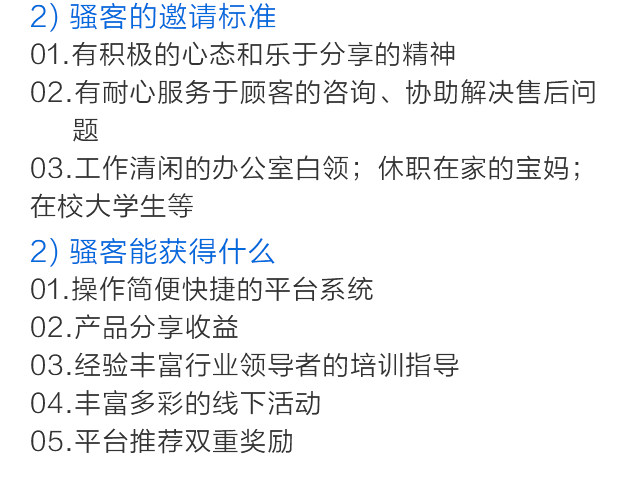 2) 骚客的邀请标准
01.有积极的心态和乐于分享的精神
02.有耐心服务于顾客的咨询、协助解决售后问
题
03.工作清闲的办公室白领；休职在家的宝妈；
在校大学生等
2) 骚客能获得什么
01.操作简便快捷的平台系统
02.产品分享收益
03.经验丰富行业领导者的培训指导
04.丰富多彩的线下活动
05.平台推荐双重奖励